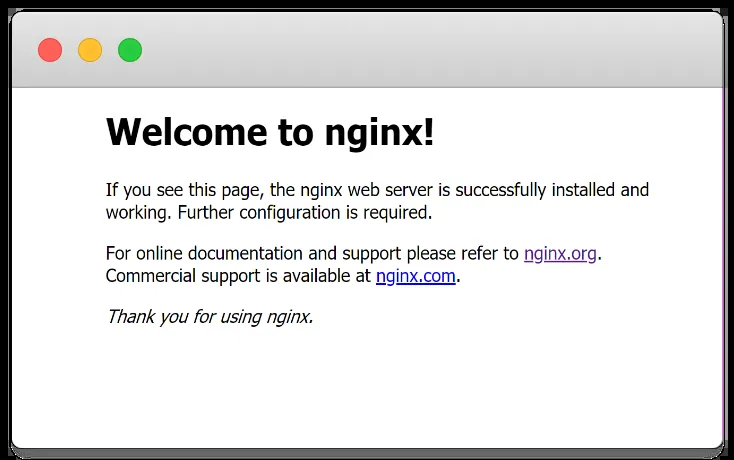 Welcome to nginx!
If you see this page, the nginx web server is successfully installed and
working. Further configuration is required.
For online documentation and support please refer to nginx.org.
Commercial support is available at nginx.com.
Thank you for using nginx.